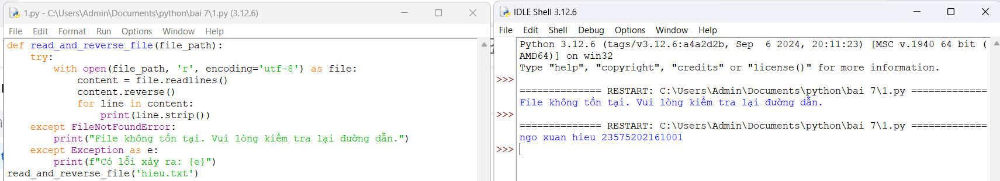 1.py - C:\Users\Admin\Documents\python\bai 7\1.py (3.12.6)
File Edit Format Run Options Window Help
def read_and_reverse_file(file_path):
    try:
        with open(file_path, 'r', encoding='utf-8') as file:
            content = file.readlines()
            content.reverse()
            for line in content:
                print(line.strip())
    except FileNotFoundError:
        print("File không tồn tại. Vui lòng kiểm tra lại đường dẫn.")
    except Exception as e:
        print(f"Có lỗi xảy ra: {e}")
read_and_reverse_file('hieu.txt')
IDLE Shell 3.12.6
File Edit Shell Debug Options Window Help
Python 3.12.6 (tags/v3.12.6:a4a2d2b, Sep  6 2024, 20:11:23) [MSC v.1940 64 bit (
AMD64)] on win32
Type "help", "copyright", "credits" or "license()" for more information.
>>>
============== RESTART: C:\Users\Admin\Documents\python\bai 7\1.py =============
File không tồn tại. Vui lòng kiểm tra lại đường dẫn.
>>>
============== RESTART: C:\Users\Admin\Documents\python\bai 7\1.py =============
ngo xuan hieu 23575202161001
>>>